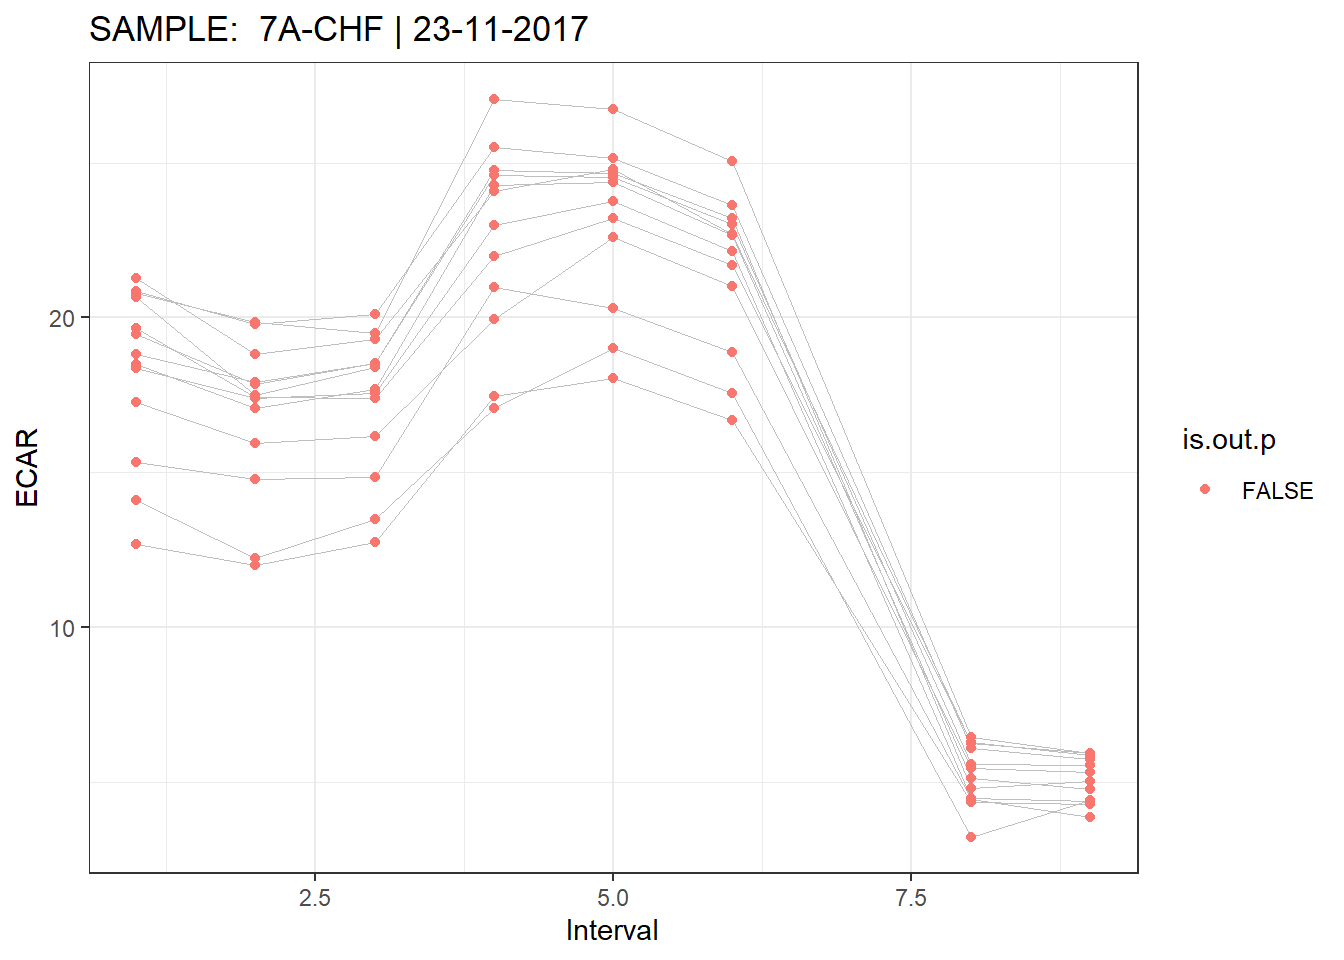 SAMPLE:  7A-CHF | 23-11-2017
20
10
ECAR
2.5
5.0
7.5
Interval
is.out.p
FALSE